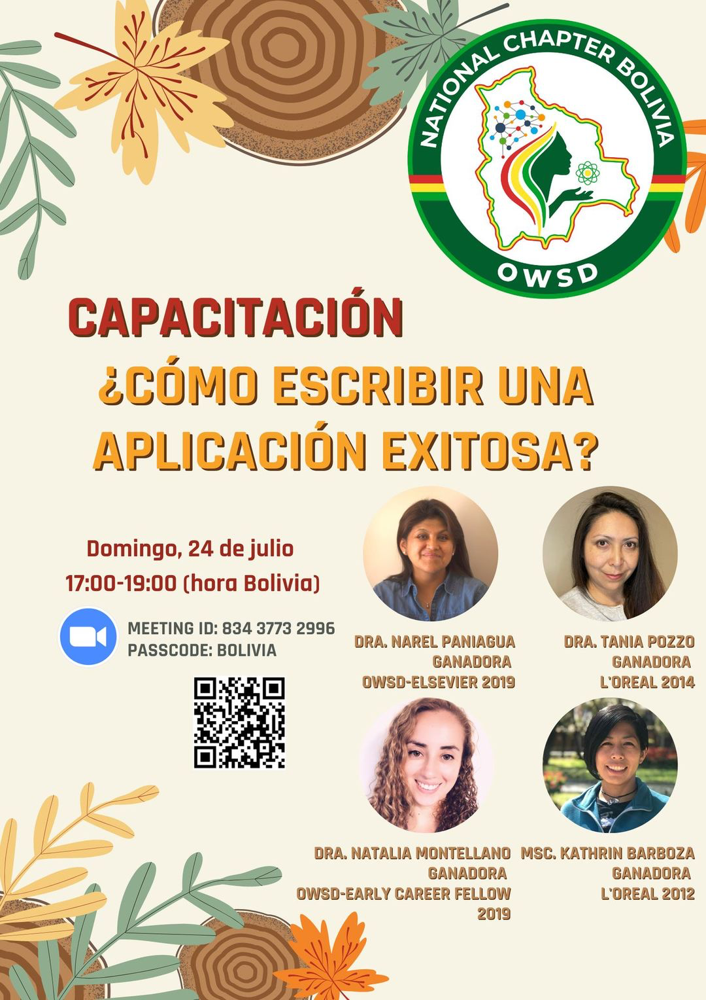 NATIONAL CHAPTER BOLIVIA
OWSD
CAPACITACIÓN
¿CÓMO ESCRIBIR UNA
APLICACIÓN EXITOSA?
Domingo, 24 de julio
17:00-19:00 (hora Bolivia)
MEETING ID: 834 3773 2996
PASSCODE: BOLIVIA
DRA. NAREL PANIAGUA
GANADORA
OWSD-ELSEVIER 2019
DRA. TANIA POZZO
GANADORA
L'OREAL 2014
DRA. NATALIA MONTELLANO
GANADORA
OWSD-EARLY CAREER FELLOW
2019
MSC. KATHRIN BARBOZA
GANADORA
L'OREAL 2012